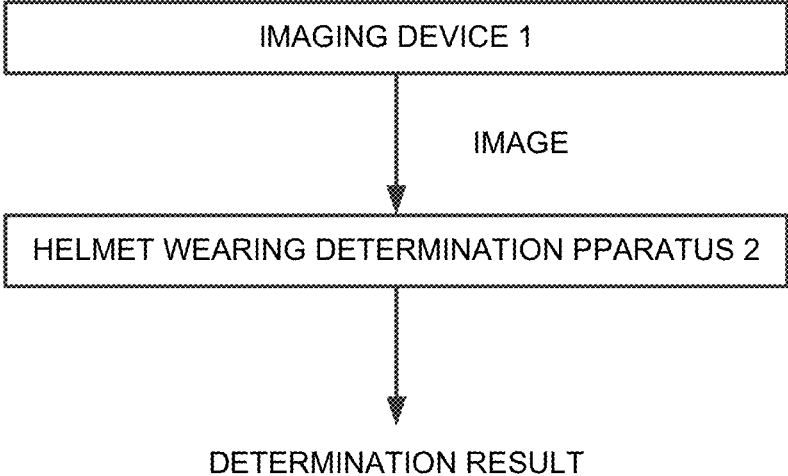 IMAGING DEVICE 1
IMAGE
HELMET WEARING DETERMINATION PPARATUS 2
DETERMINATION RESULT